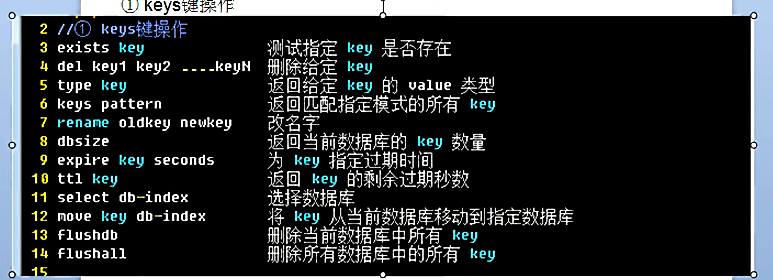 ① keys键操作
2 //① keys键操作
3 exists key 测试指定 key 是否存在
4 del key1 key2 ....keyN 删除给定 key
5 type key 返回给定 key 的 value 类型
6 keys pattern 返回匹配指定模式的所有 key
7 rename oldkey newkey 改名字
8 dbsize 返回当前数据库的 key 数量
9 expire key seconds 为 key 指定过期时间
10 ttl key 返回 key 的剩余过期秒数
11 select db-index 选择数据库
12 move key db-index 将 key 从当前数据库移动到指定数据库
13 flushdb 删除当前数据库中所有 key
14 flushall 删除所有数据库中的所有 key
15